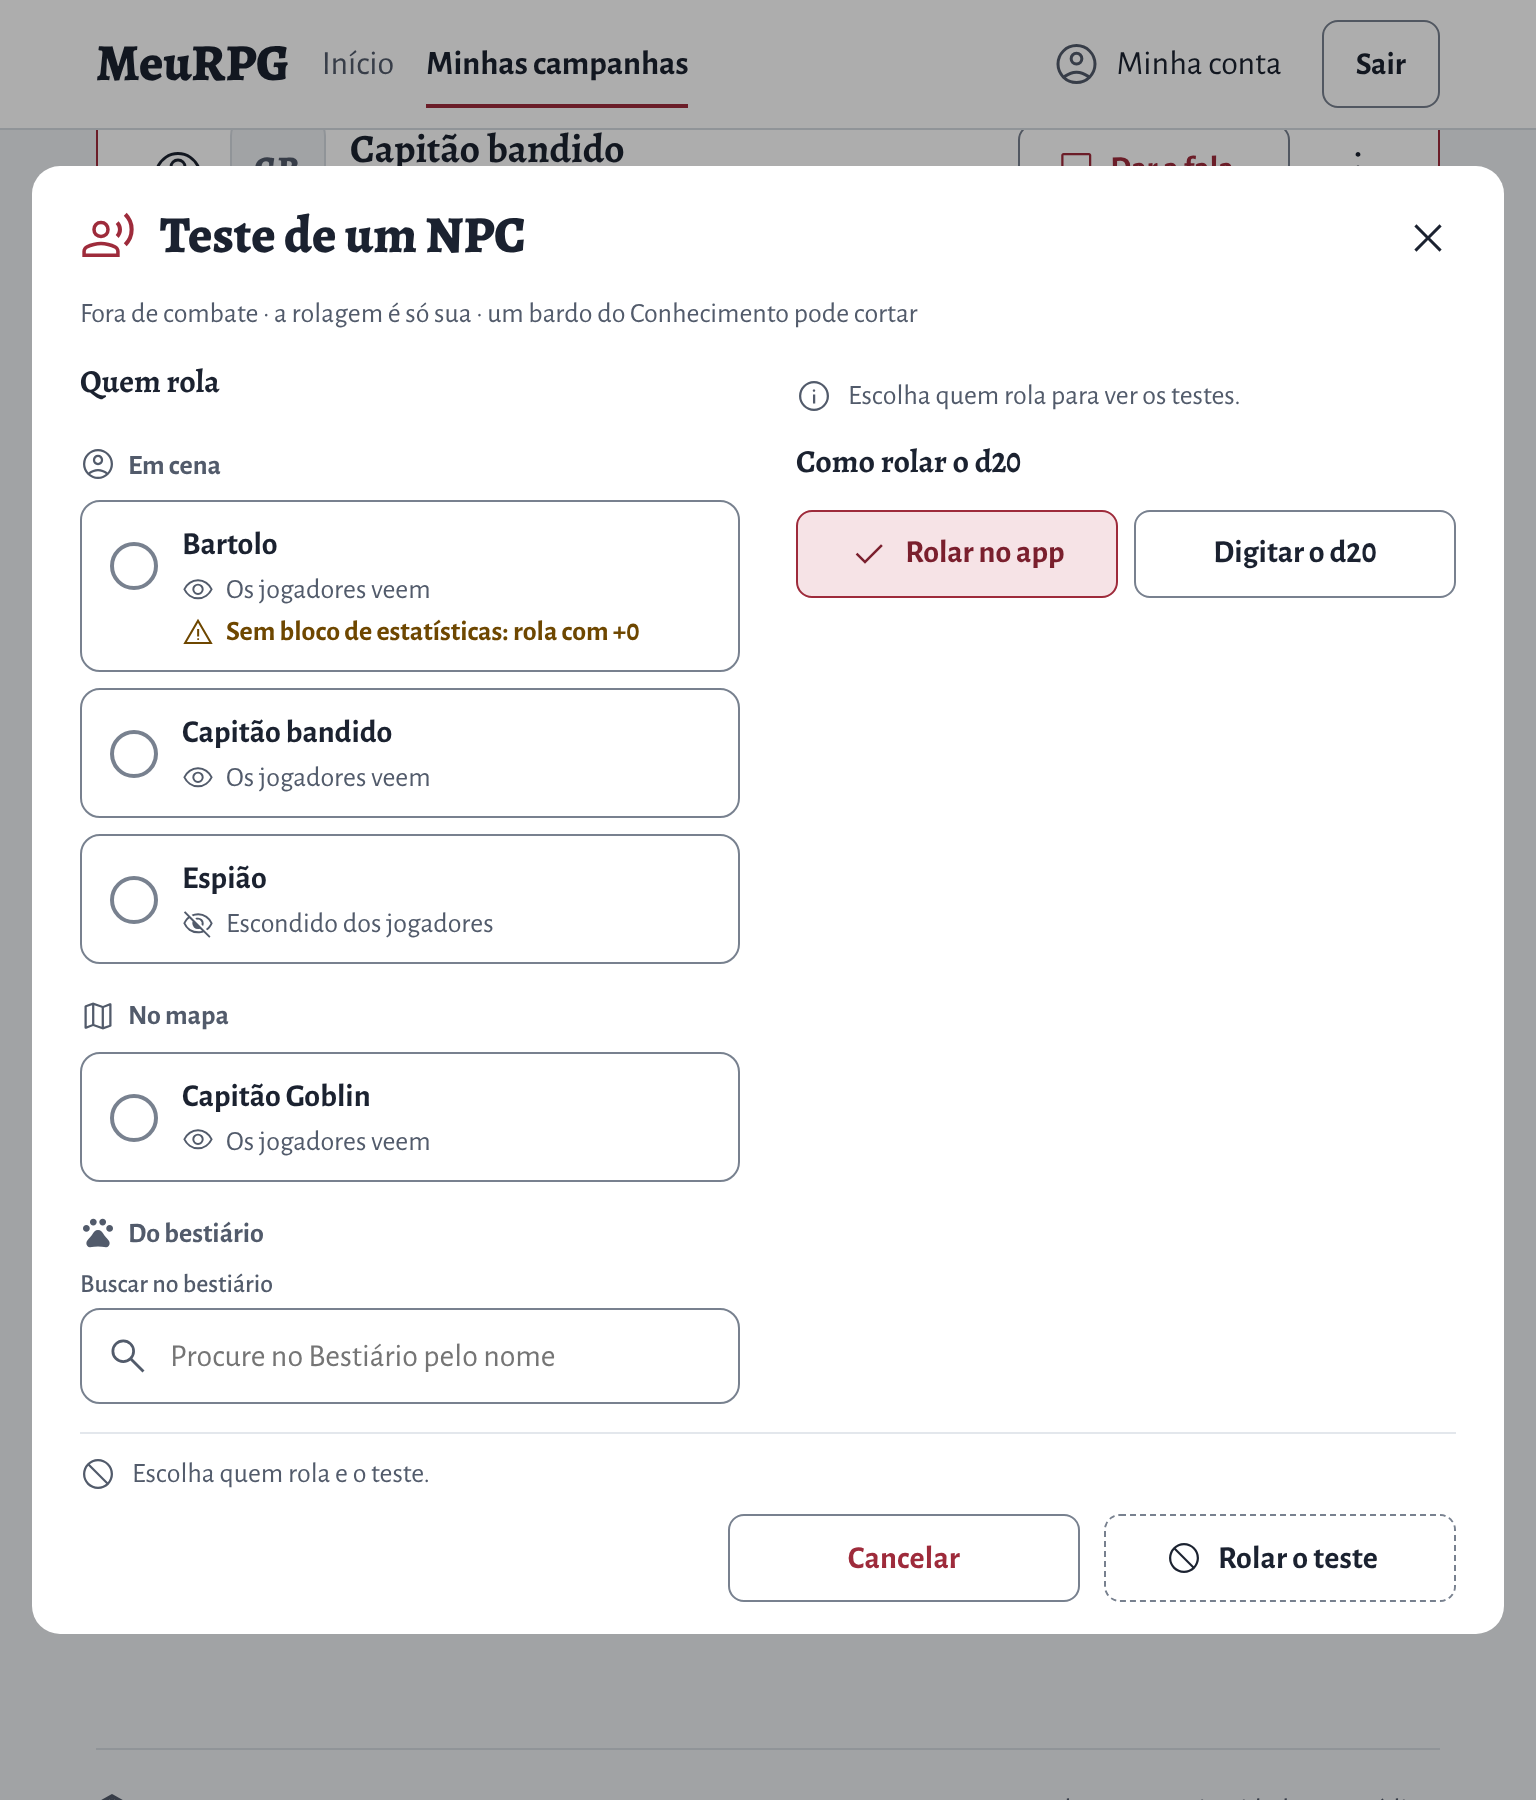 MeuRPG Início Minhas campanhas Minha conta Sair
Capitão bandido
Teste de um NPC
Fora de combate · a rolagem é só sua · um bardo do Conhecimento pode cortar
Quem rola
Em cena
Bartolo
Os jogadores veem
Sem bloco de estatísticas: rola com +0
Capitão bandido
Os jogadores veem
Espião
Escondido dos jogadores
No mapa
Capitão Goblin
Os jogadores veem
Do bestiário
Buscar no bestiário
Procure no Bestiário pelo nome
Escolha quem rola para ver os testes.
Como rolar o d20
Rolar no app
Digitar o d20
Escolha quem rola e o teste.
Cancelar
Rolar o teste